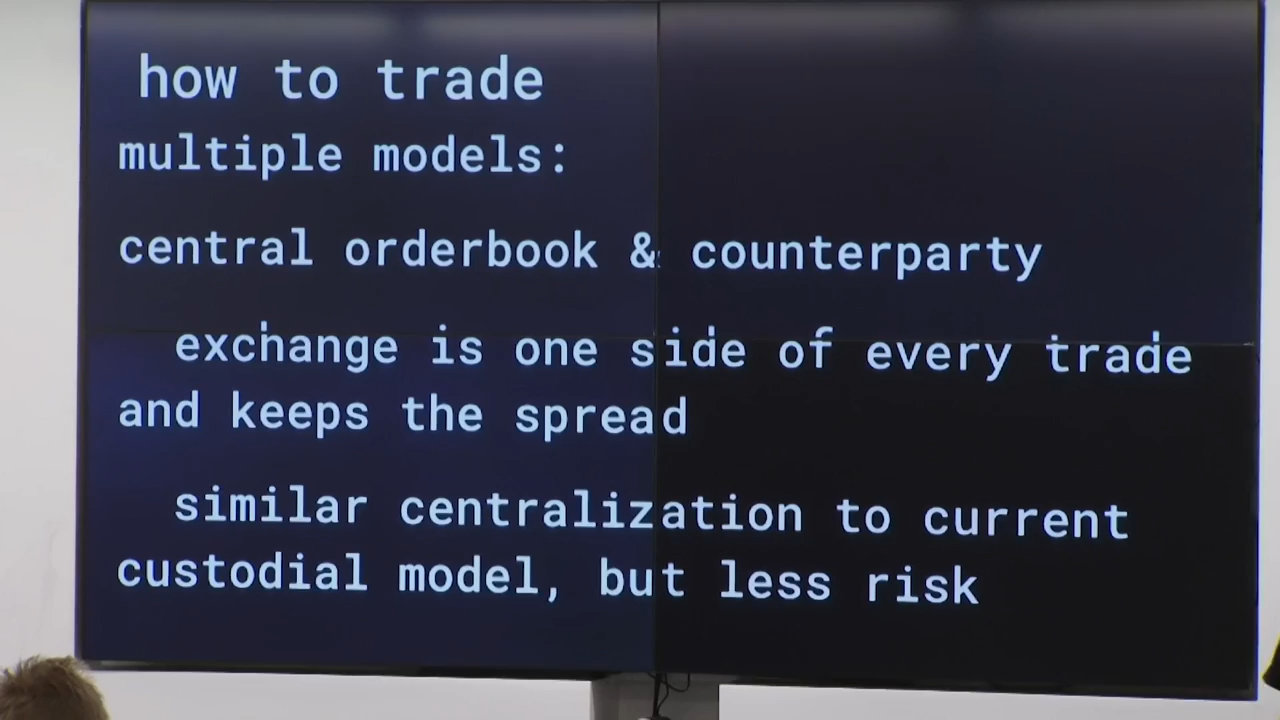 how to trade
multiple models:
central orderbook & counterparty
exchange is one side of every trade
and keeps the spread
similar centralization to current
custodial model, but less risk